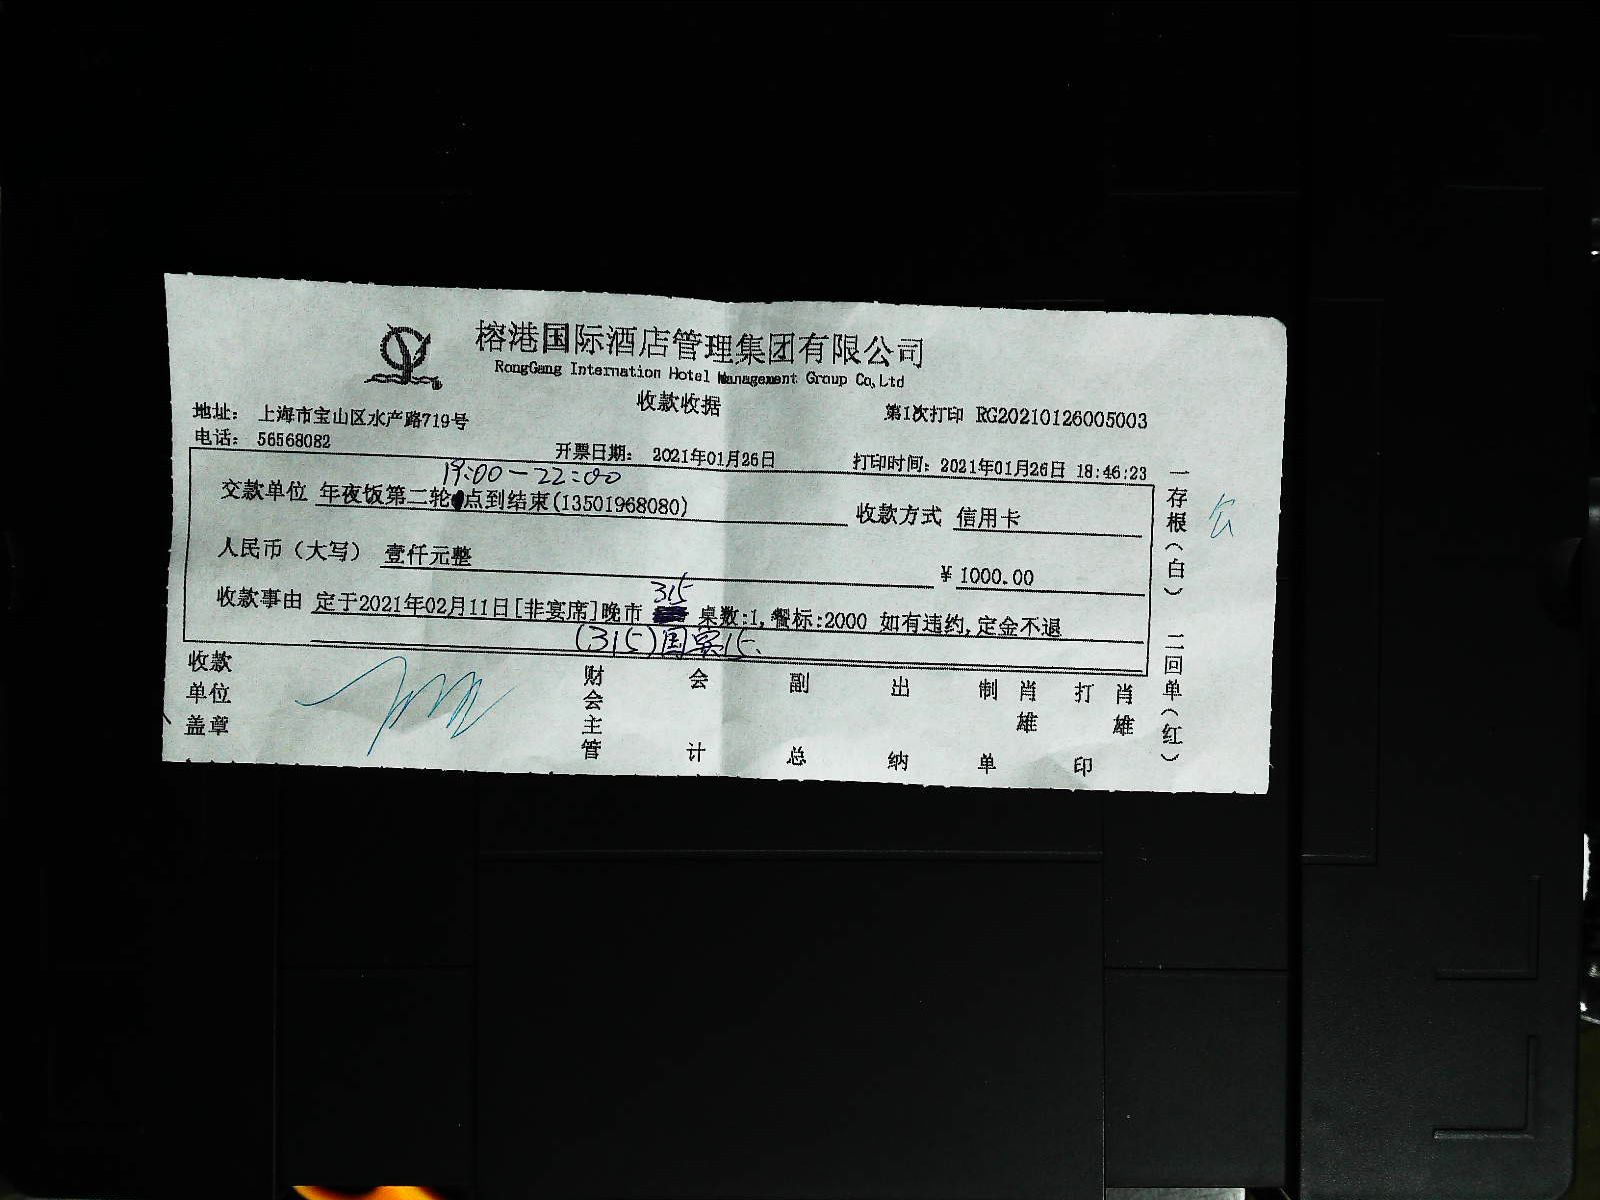 榕港国际酒店管理集团有限公司
RongGang Internation Hotel Management Group Co,Ltd
收款收据
第1次打印 RG20210126005003
地址： 上海市宝山区水产路719号
电话： 56568082
开票日期： 2021年01月26日
打印时间：2021年01月26日 18:46:23
19:00-22:00
交款单位 年夜饭第二轮 点到结束(13501968080)
收款方式 信用卡
人民币（大写） 壹仟元整
¥ 1000.00
315
收款事由 定于2021年02月11日[非宴席]晚市 桌数:1,餐标:2000 如有违约,定金不退
(315)国宾15.
收款单位盖章
财会主管
会计
副总
出纳
制单
肖雄
打印
肖雄
一存根（白） 二回单（红）